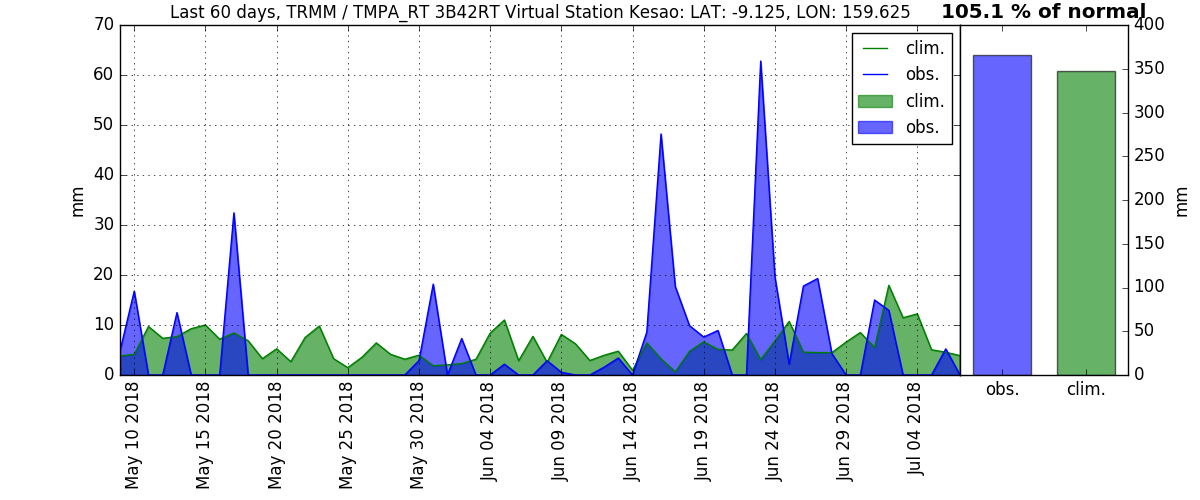 Last 60 days, TRMM / TMPA_RT 3B42RT Virtual Station Kesao: LAT: -9.125, LON: 159.625
105.1 % of normal
70
60
50
40
30
20
10
0
mm
clim.
obs.
clim.
obs.
May 10 2018
May 15 2018
May 20 2018
May 25 2018
May 30 2018
Jun 04 2018
Jun 09 2018
Jun 14 2018
Jun 19 2018
Jun 24 2018
Jun 29 2018
Jul 04 2018
400
350
300
250
200
150
100
50
0
mm
obs.
clim.